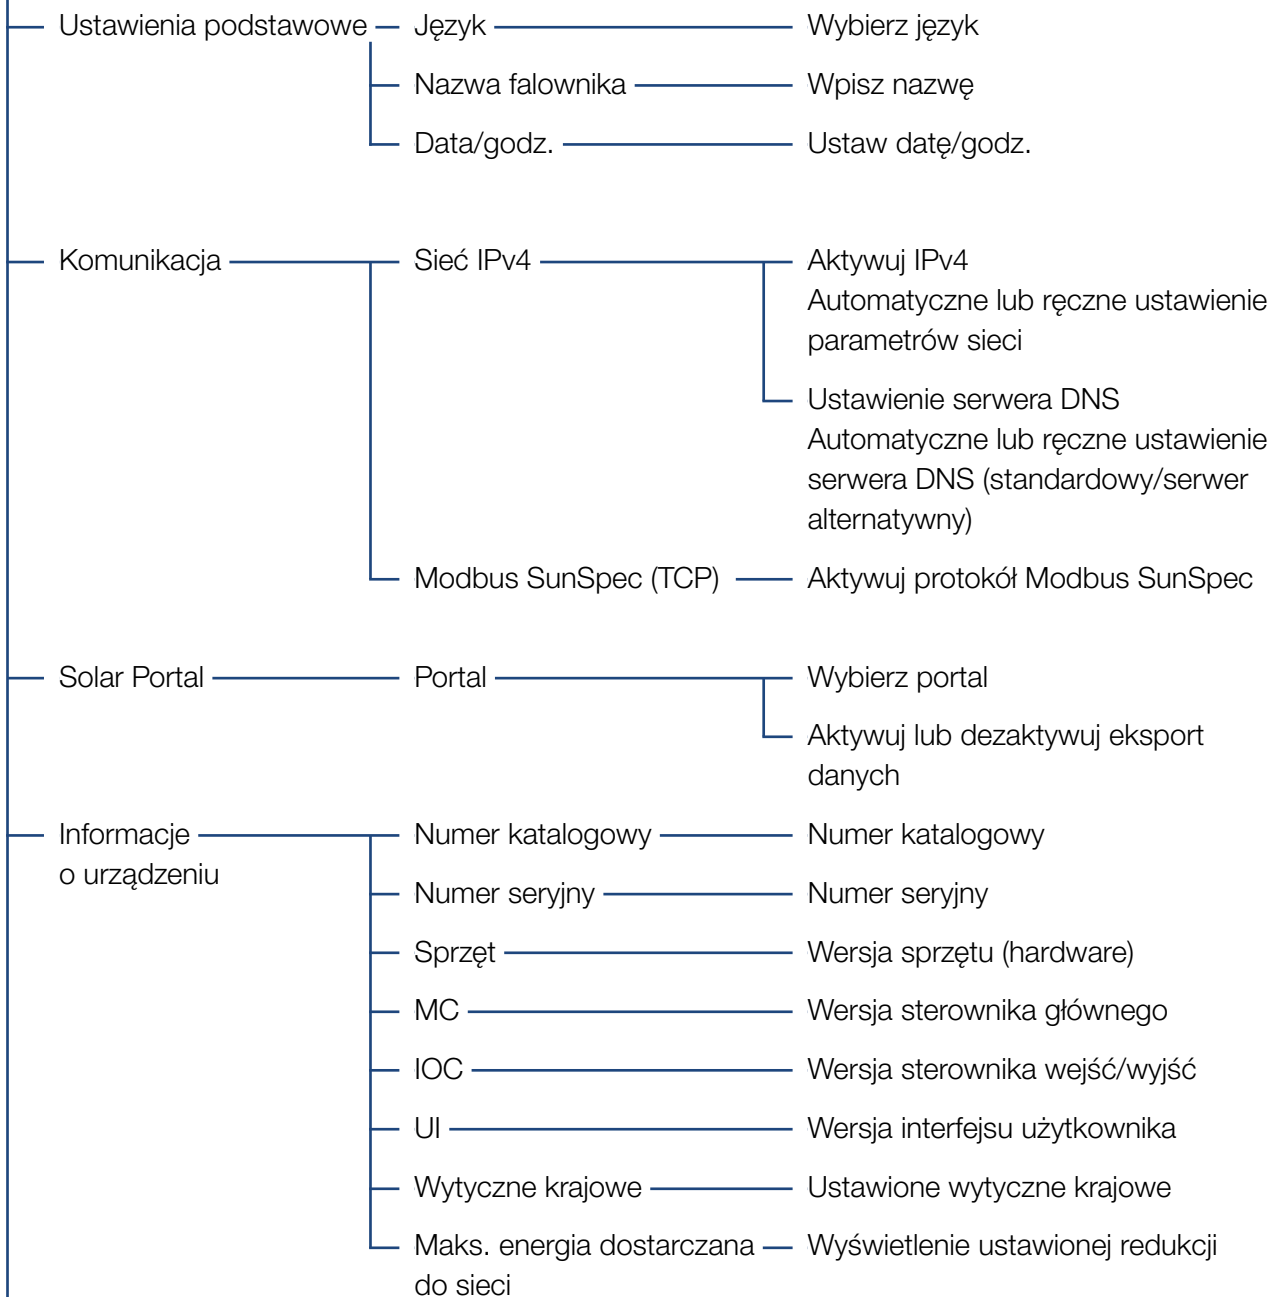 Ustawienia podstawowe Język Wybierz język
Nazwa falownika Wpisz nazwę
Data/godz. Ustaw datę/godz.
Komunikacja Sieć IPv4 Aktywuj IPv4
Automatyczne lub ręczne ustawienie
parametrów sieci
Ustawienie serwera DNS
Automatyczne lub ręczne ustawienie
serwera DNS (standardowy/serwer
alternatywny)
Modbus SunSpec (TCP) Aktywuj protokół Modbus SunSpec
Solar Portal Portal Wybierz portal
Aktywuj lub dezaktywuj eksport
danych
Informacje Numer katalogowy Numer katalogowy
o urządzeniu
Numer seryjny Numer seryjny
Sprzęt Wersja sprzętu (hardware)
MC Wersja sterownika głównego
IOC Wersja sterownika wejść/wyjść
UI Wersja interfejsu użytkownika
Wytyczne krajowe Ustawione wytyczne krajowe
Maks. energia dostarczana Wyświetlenie ustawionej redukcji
do sieci